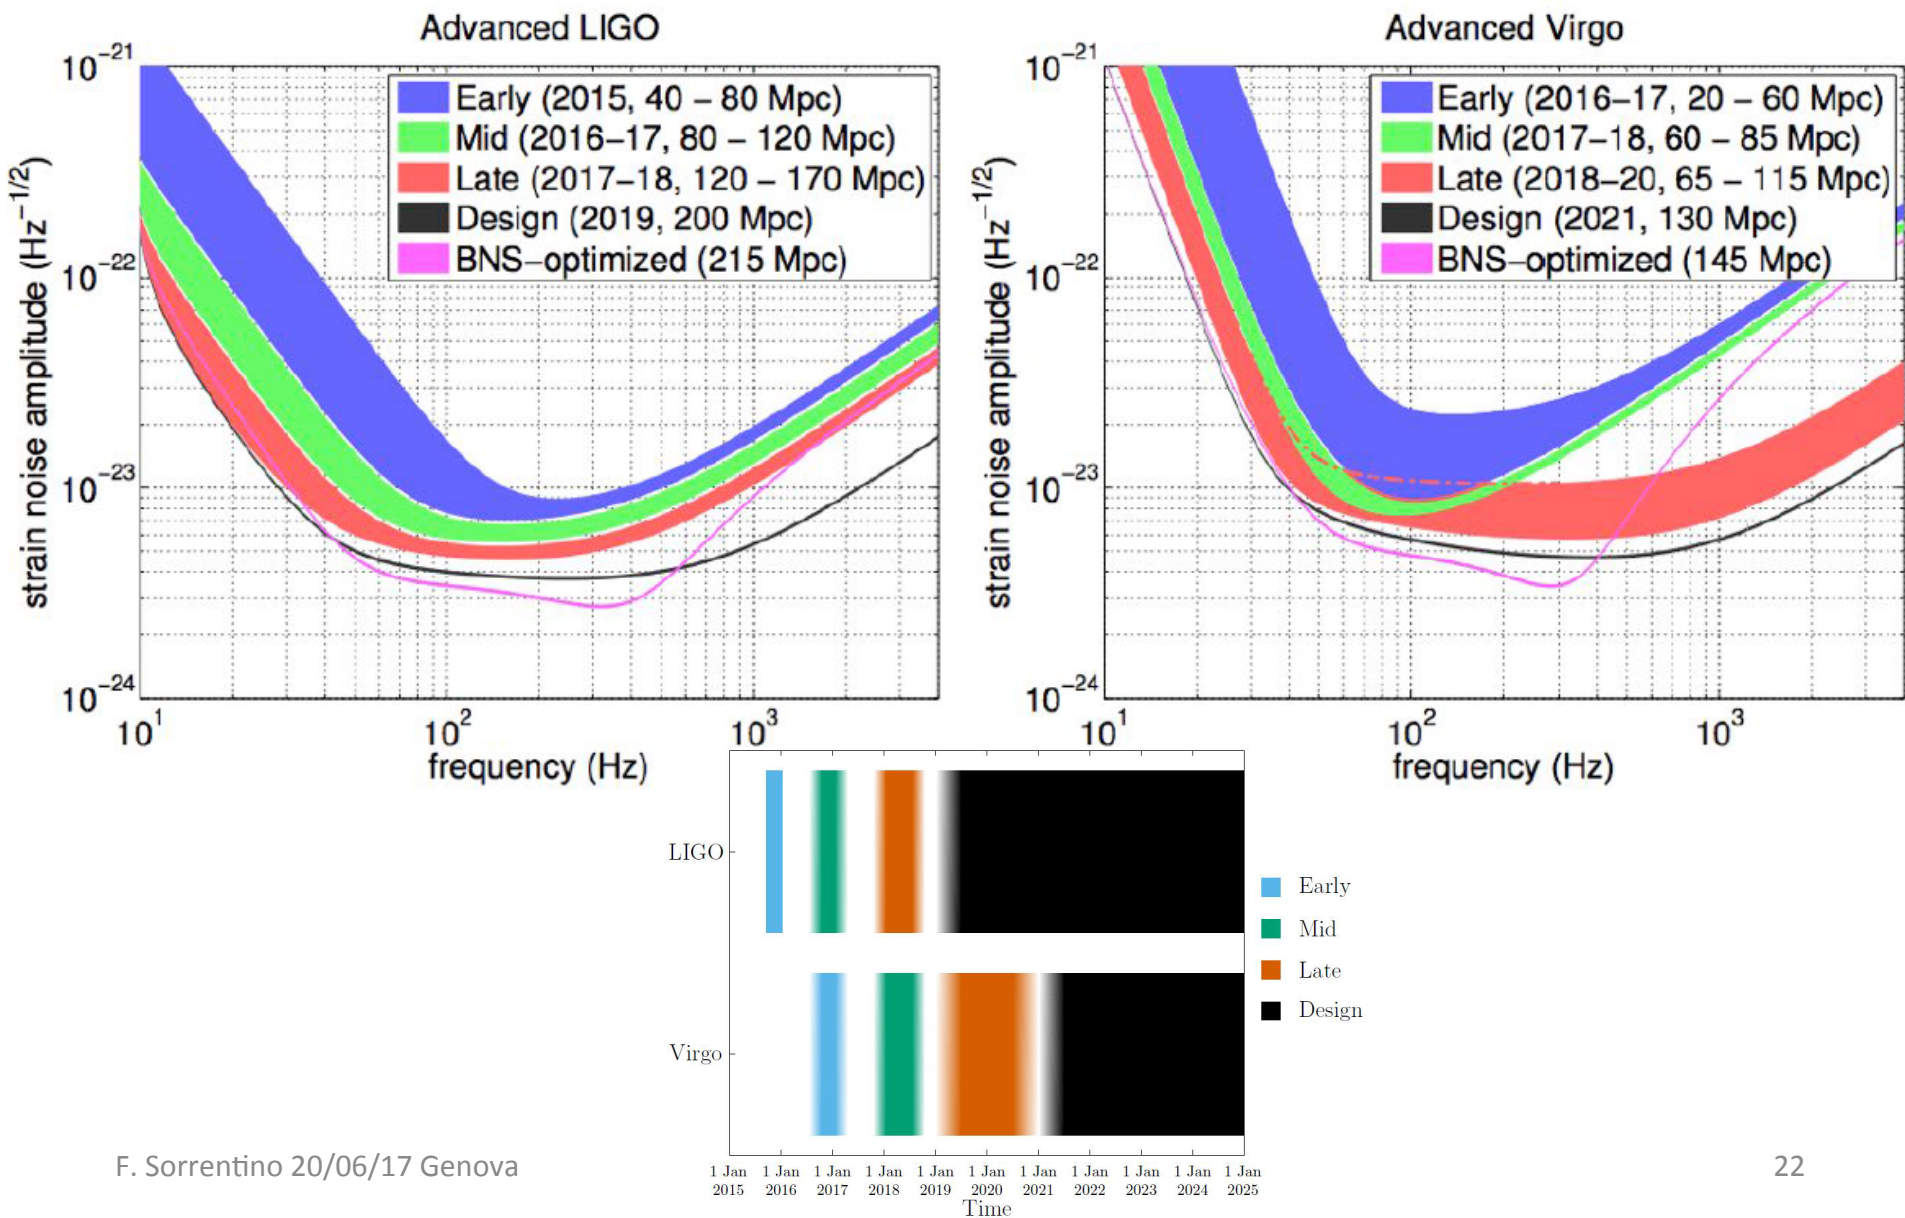 Advanced LIGO
10^-21
10^-22
10^-23
10^-24
strain noise amplitude (Hz^-1/2)
Early (2015, 40 – 80 Mpc)
Mid (2016–17, 80 – 120 Mpc)
Late (2017–18, 120 – 170 Mpc)
Design (2019, 200 Mpc)
BNS–optimized (215 Mpc)
10^1
10^2
10^3
frequency (Hz)
Advanced Virgo
10^-21
10^-22
10^-23
10^-24
strain noise amplitude (Hz^-1/2)
Early (2016–17, 20 – 60 Mpc)
Mid (2017–18, 60 – 85 Mpc)
Late (2018–20, 65 – 115 Mpc)
Design (2021, 130 Mpc)
BNS–optimized (145 Mpc)
10^1
10^2
10^3
frequency (Hz)
LIGO
Virgo
Early
Mid
Late
Design
1 Jan 2015
1 Jan 2016
1 Jan 2017
1 Jan 2018
1 Jan 2019
1 Jan 2020
1 Jan 2021
1 Jan 2022
1 Jan 2023
1 Jan 2024
1 Jan 2025
Time
F. Sorrentino 20/06/17 Genova
22